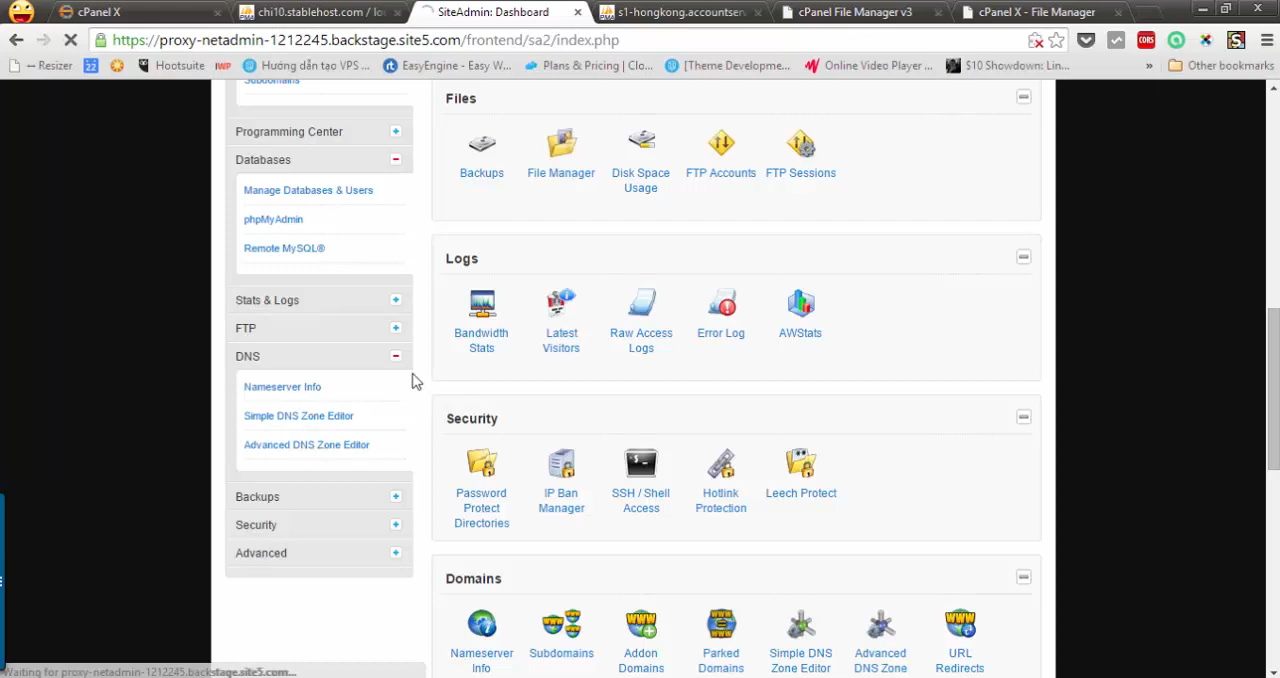 cPanel X
chi10.stablehost.com / lo
SiteAdmin: Dashboard
s1-hongkong.accountser
cPanel File Manager v3
cPanel X - File Manager
https://proxy-netadmin-1212245.backstage.site5.com/frontend/sa2/index.php
CORS
-- Resizer
22
Hootsuite
IWP
Hướng dẫn tạo VPS ...
EasyEngine - Easy W...
Plans & Pricing | Clo...
[Theme Developme...
Online Video Player ...
$10 Showdown: Lin...
»
Other bookmarks
Subdomains
Programming Center
Databases
Manage Databases & Users
phpMyAdmin
Remote MySQL®
Stats & Logs
FTP
DNS
Nameserver Info
Simple DNS Zone Editor
Advanced DNS Zone Editor
Backups
Security
Advanced
Files
Backups
File Manager
Disk Space
Usage
FTP Accounts
FTP Sessions
Logs
Bandwidth
Stats
Latest
Visitors
Raw Access
Logs
Error Log
AWStats
Security
Password
Protect
Directories
IP Ban
Manager
SSH / Shell
Access
Hotlink
Protection
Leech Protect
Domains
Nameserver
Info
Subdomains
Addon
Domains
Parked
Domains
Simple DNS
Zone Editor
Advanced
DNS Zone
URL
Redirects
Waiting for proxy-netadmin-1212245.backstage.site5.com...